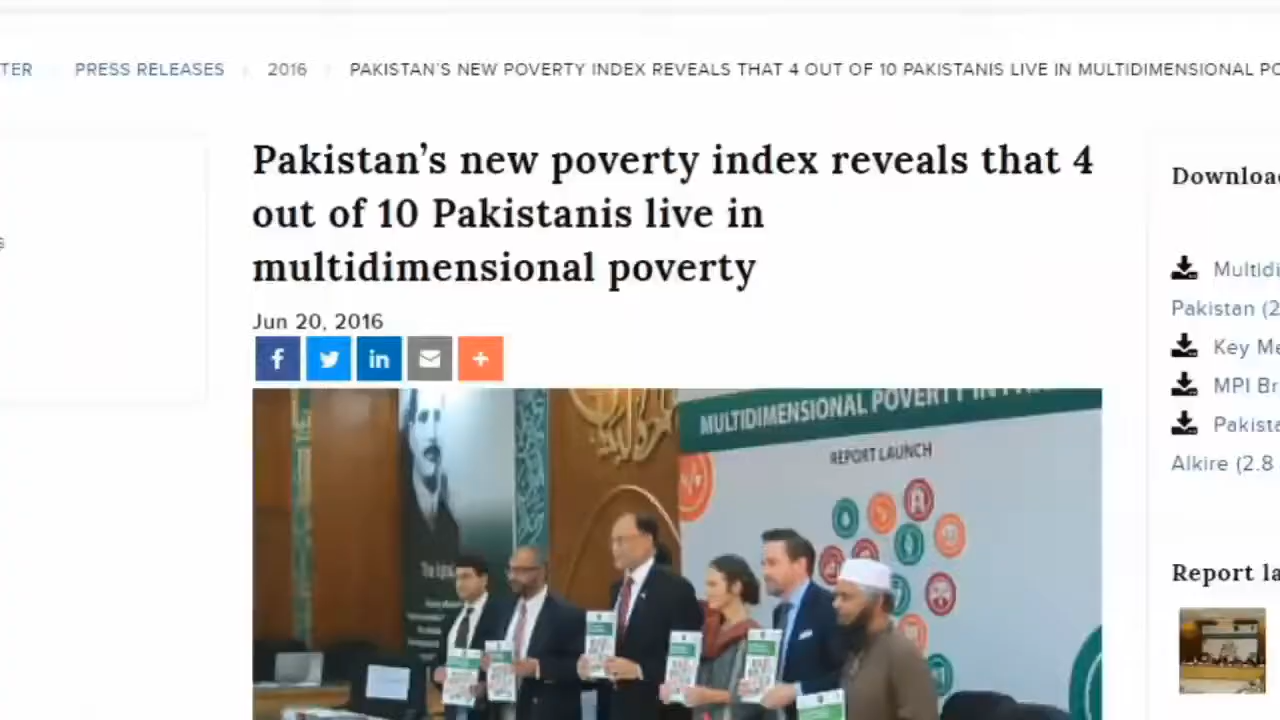 TER PRESS RELEASES 2016 PAKISTAN'S NEW POVERTY INDEX REVEALS THAT 4 OUT OF 10 PAKISTANIS LIVE IN MULTIDIMENSIONAL PO
Pakistan's new poverty index reveals that 4
out of 10 Pakistanis live in
multidimensional poverty
Jun 20, 2016
MULTIDIMENSIONAL POVERTY IN
REPORT LAUNCH
Downloa
Multidi
Pakistan (2
Key Me
MPI Br
Pakista
Alkire (2.8
Report la